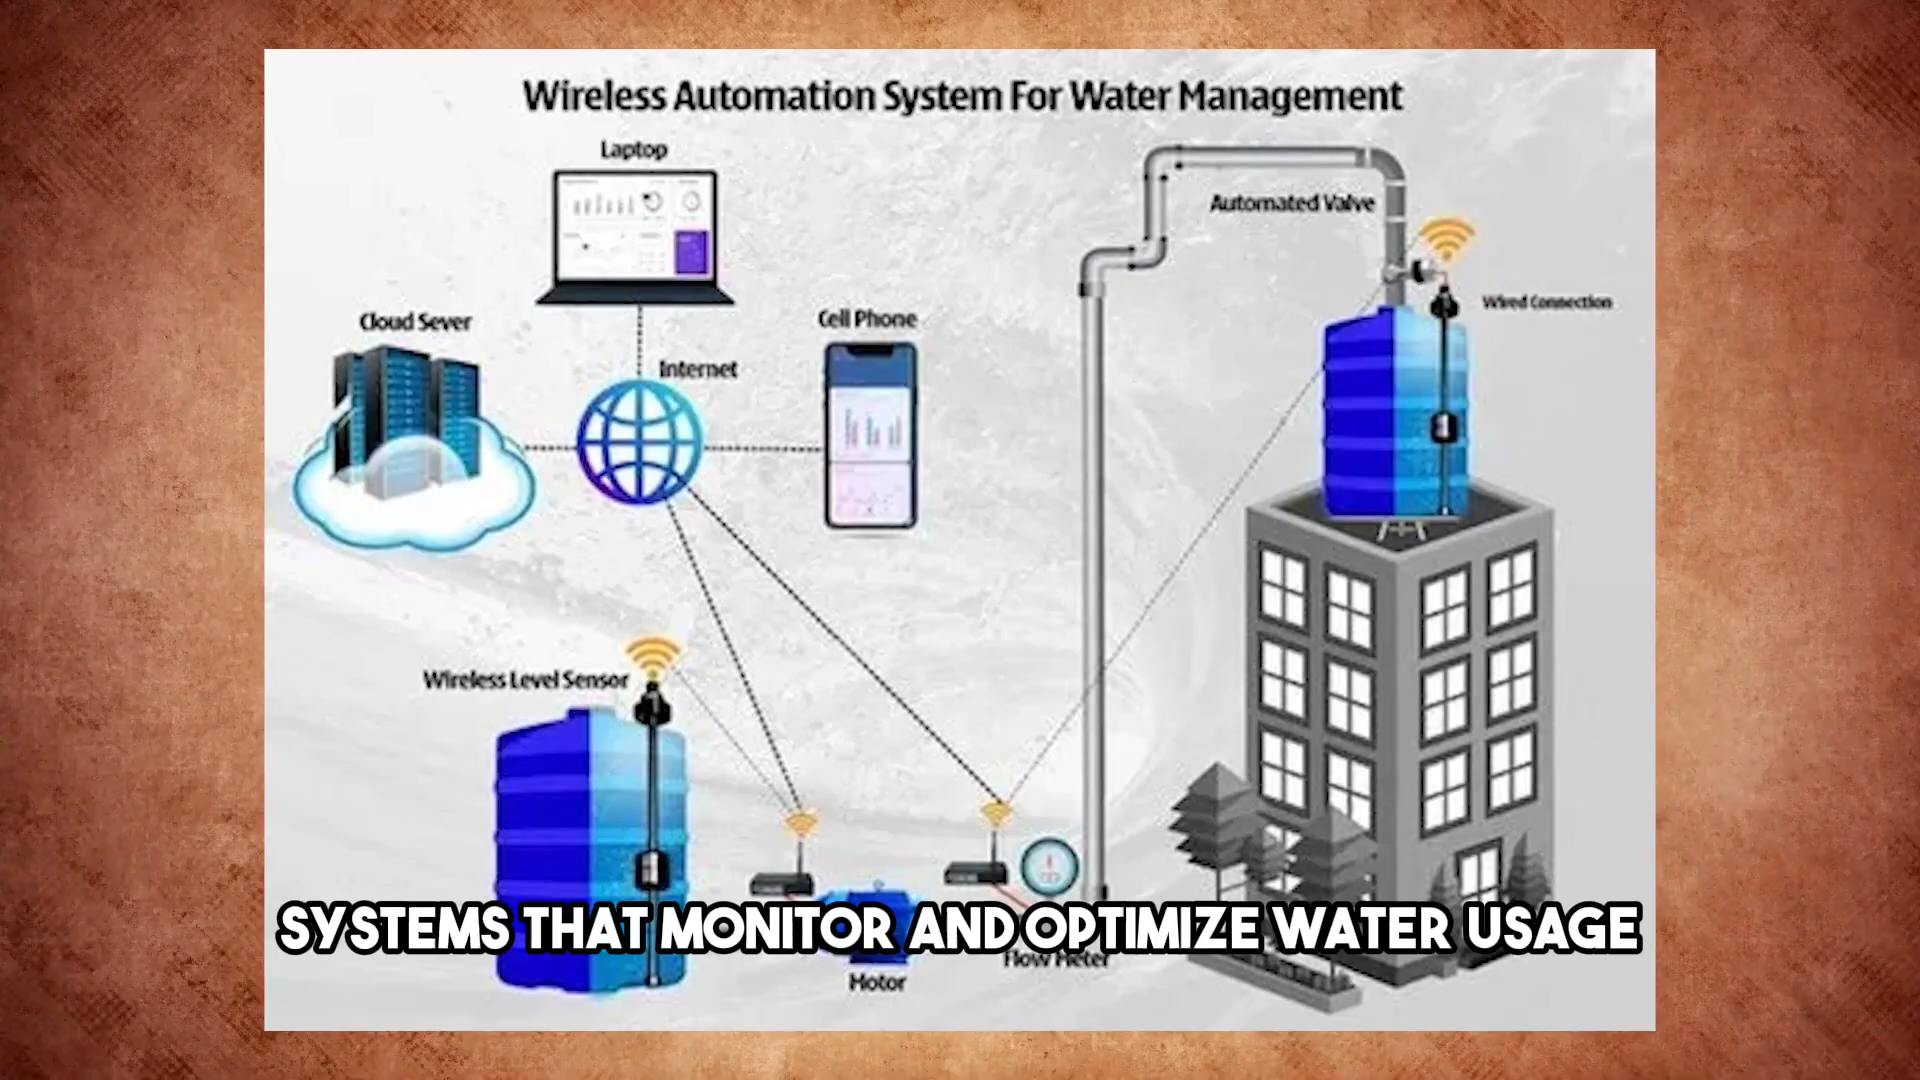 Wireless Automation System For Water Management
Laptop
Automated Valve
Wired Connection
Cloud Sever
Cell Phone
Internet
Wireless Level Sensor
SYSTEMS THAT MONITOR AND OPTIMIZE WATER USAGE
Flow Meter
Motor